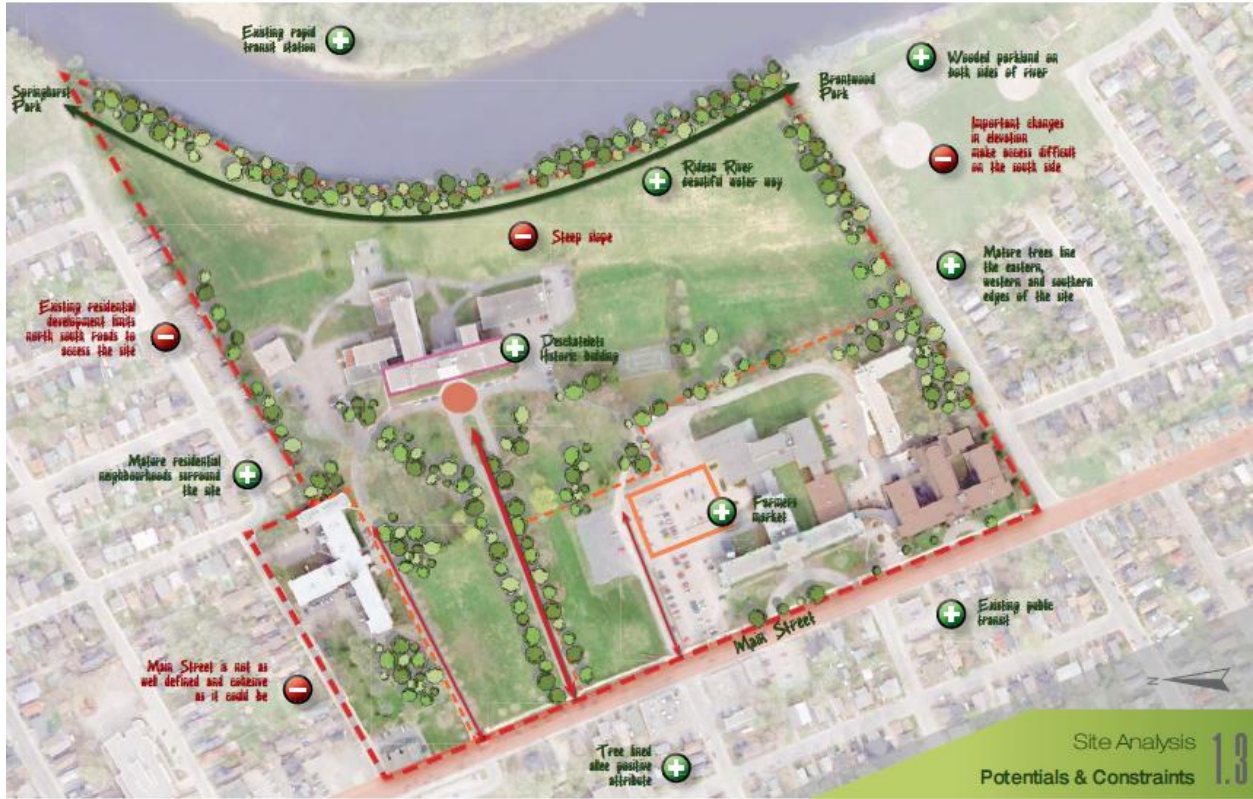 Existing rapid
transit station
Wooded parkland on
both sides of river
Springhurst
Park
Brantwood
Park
Important changes
in elevation
make access difficult
on the south side
Rideau River
beautiful water way
Steep slope
Mature trees line
the eastern,
western and southern
edges of the site
Existing residential
development limits
north south roads to
access the site
Deschatelets
Historic building
Mature residential
neighbourhoods surround
the site
Farmers
market
Existing public
transit
Main Street
Main Street is not as
well defined and cohesive
as it could be
N
Tree lined
allee positive
attribute
Site Analysis
Potentials & Constraints
1.3